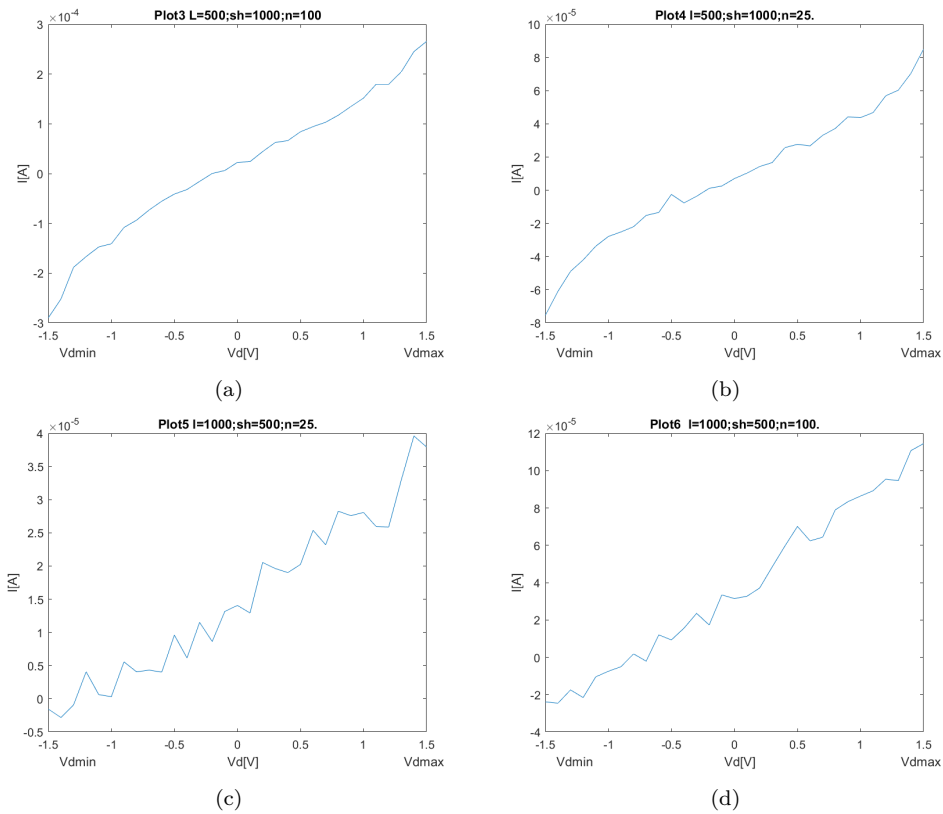 Plot3 L=500;sh=1000;n=100
×10⁻⁴
3
2
1
0
-1
-2
-3
I[A]
-1.5 -1 -0.5 0 0.5 1 1.5
Vdmin Vd[V] Vdmax
(a)
Plot4 l=500;sh=1000;n=25.
×10⁻⁵
10
8
6
4
2
0
-2
-4
-6
-8
I[A]
-1.5 -1 -0.5 0 0.5 1 1.5
Vdmin Vd[V] Vdmax
(b)
Plot5 l=1000;sh=500;n=25.
×10⁻⁵
4
3.5
3
2.5
2
1.5
1
0.5
0
-0.5
I[A]
-1.5 -1 -0.5 0 0.5 1 1.5
Vdmin Vd[V] Vdmax
(c)
Plot6 l=1000;sh=500;n=100.
×10⁻⁵
12
10
8
6
4
2
0
-2
-4
I[A]
-1.5 -1 -0.5 0 0.5 1 1.5
Vdmin Vd[V] Vdmax
(d)